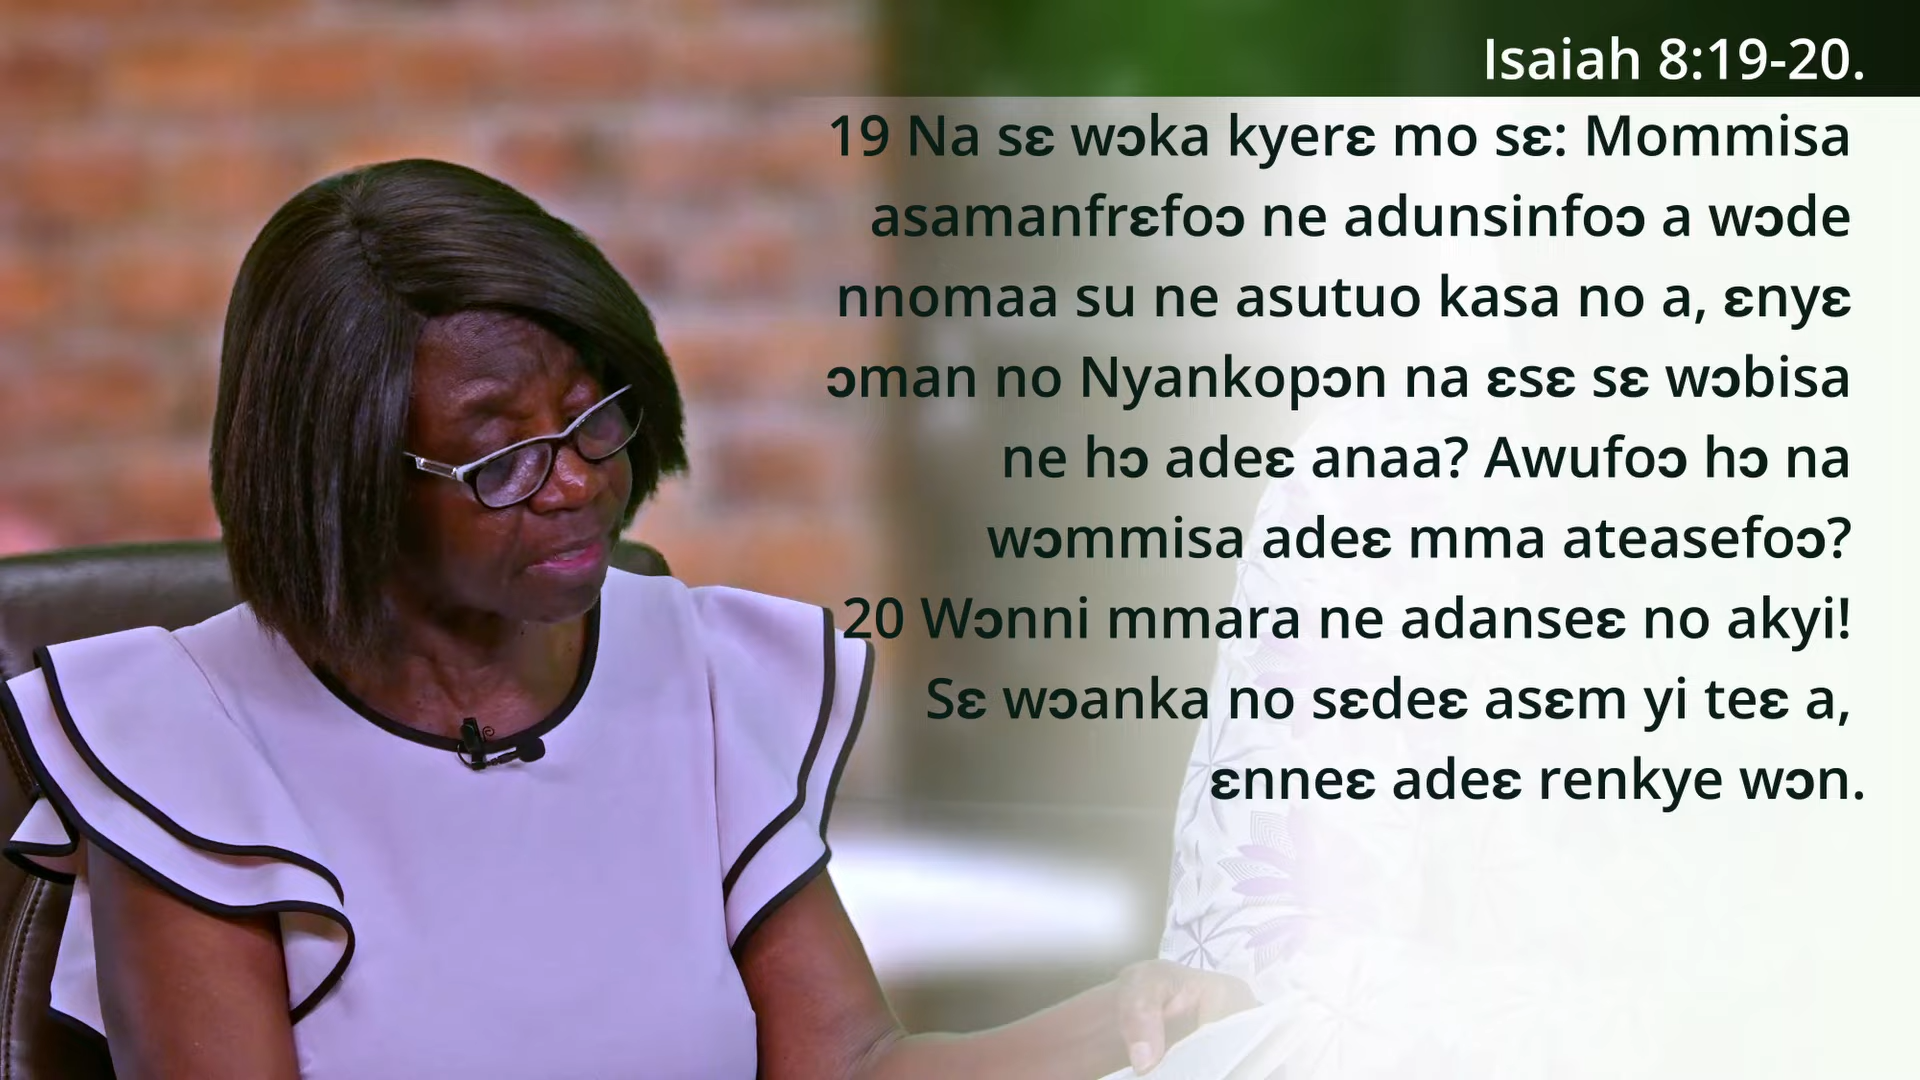 Isaiah 8:19-20.
19 Na sɛ wɔka kyerɛ mo sɛ: Mommisa
asamanfrɛfoɔ ne adunsinfoɔ a wɔde
nnomaa su ne asutuo kasa no a, ɛnyɛ
ɔman no Nyankopɔn na ɛsɛ sɛ wɔbisa
ne hɔ adeɛ anaa? Awufoɔ hɔ na
wɔmmisa adeɛ mma ateasefoɔ?
20 Wɔnni mmara ne adanseɛ no akyi!
Sɛ wɔanka no sɛdeɛ asɛm yi teɛ a,
ɛnneɛ adeɛ renkye wɔn.